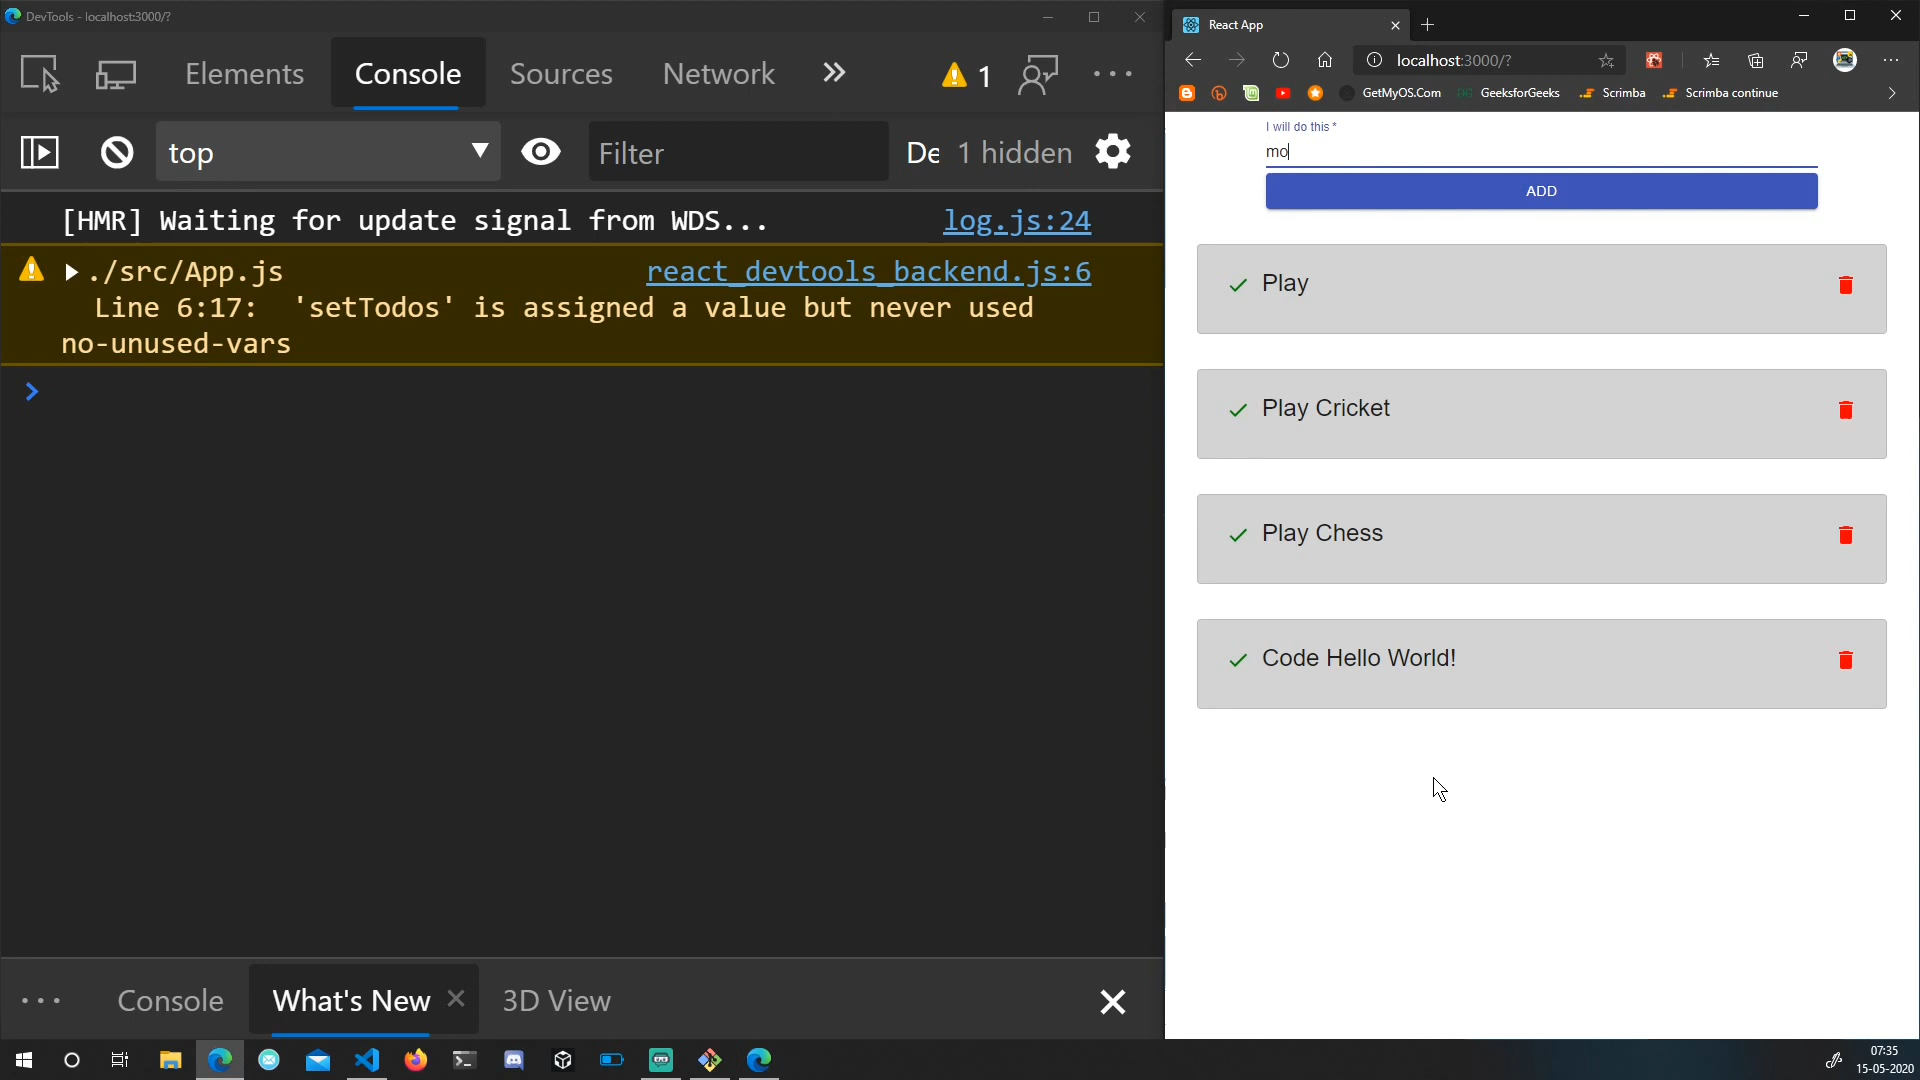 DevTools - localhost:3000/?
Elements
Console
Sources
Network
1
top
Filter
De
1 hidden
[HMR] Waiting for update signal from WDS...
log.js:24
./src/App.js
react_devtools_backend.js:6
Line 6:17:  'setTodos' is assigned a value but never used
no-unused-vars
Console
What's New
3D View
React App
localhost:3000/?
GetMyOS.Com
GeeksforGeeks
Scrimba
Scrimba continue
I will do this *
mo
ADD
Play
Play Cricket
Play Chess
Code Hello World!
07:35
15-05-2020